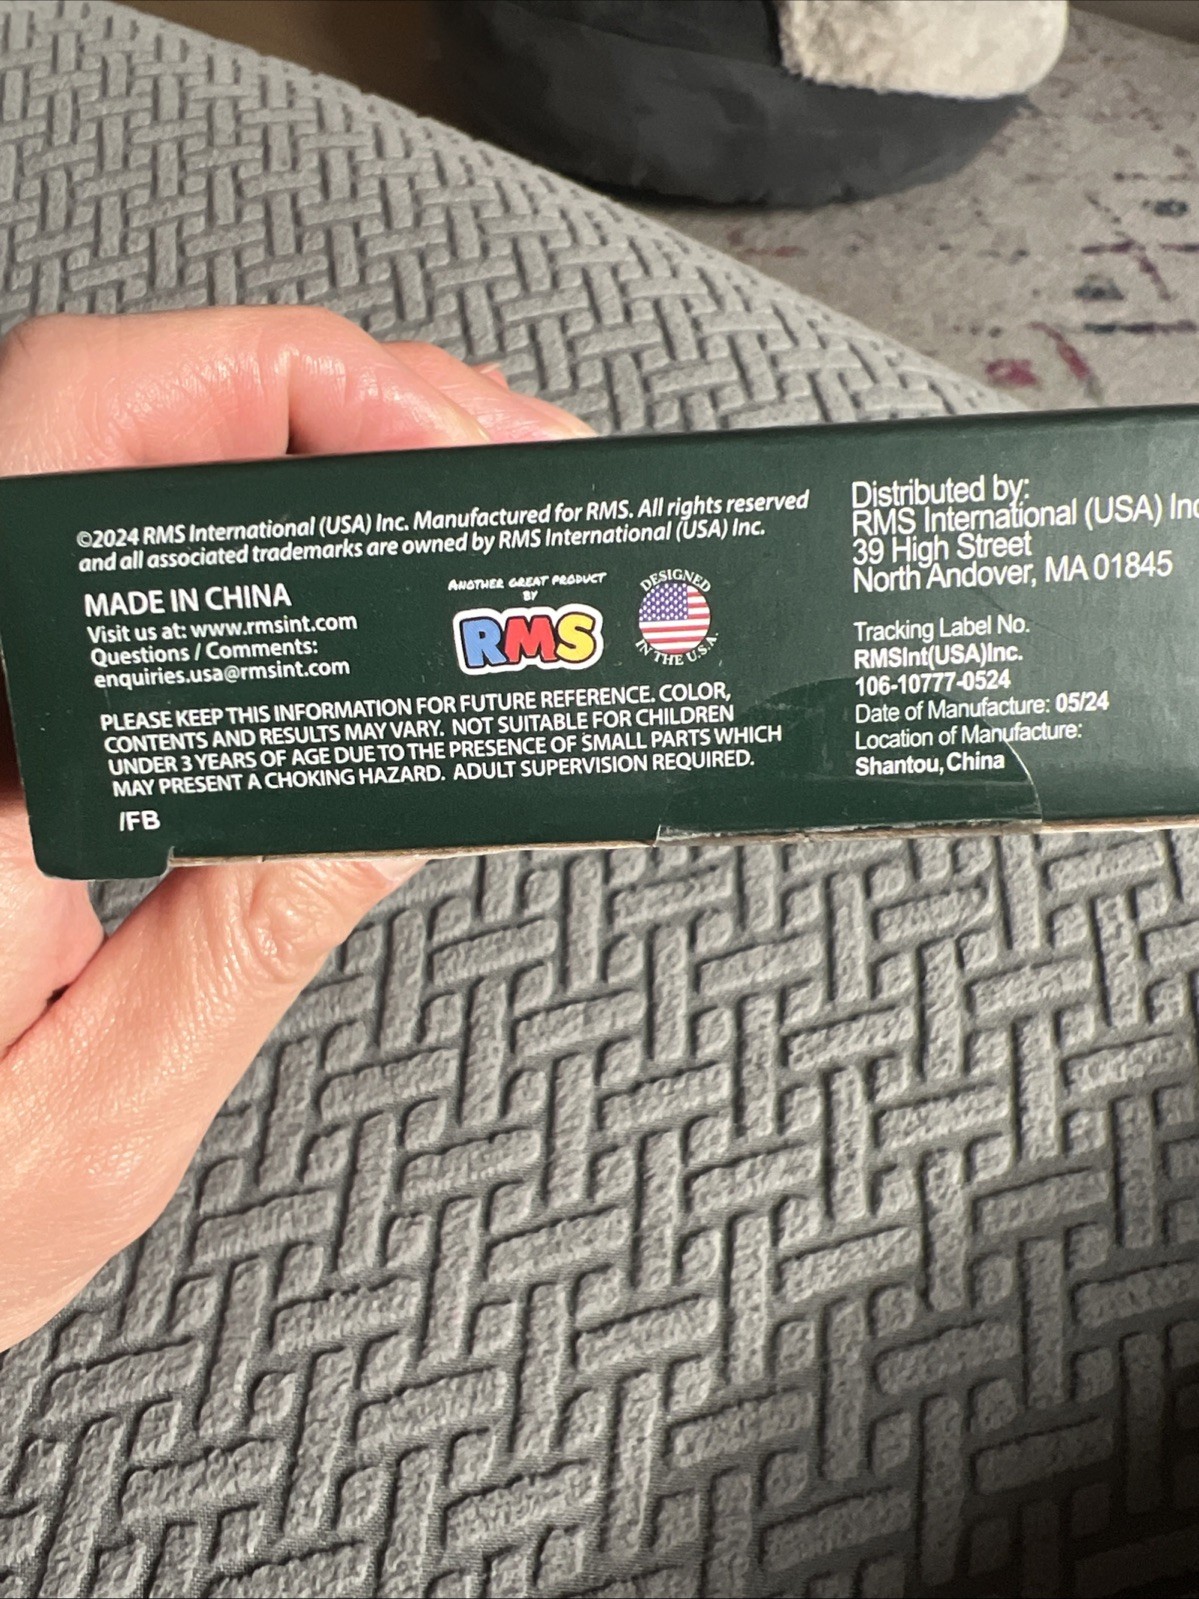 ©2024 RMS International (USA) Inc. Manufactured for RMS. All rights reserved
and all associated trademarks are owned by RMS International (USA) Inc.
MADE IN CHINA
Visit us at: www.rmsint.com
Questions / Comments:
enquiries.usa@rmsint.com
ANOTHER GREAT PRODUCT
BY
RMS
DESIGNED
IN THE U.S.A.
PLEASE KEEP THIS INFORMATION FOR FUTURE REFERENCE. COLOR,
CONTENTS AND RESULTS MAY VARY. NOT SUITABLE FOR CHILDREN
UNDER 3 YEARS OF AGE DUE TO THE PRESENCE OF SMALL PARTS WHICH
MAY PRESENT A CHOKING HAZARD. ADULT SUPERVISION REQUIRED.
/FB
Distributed by:
RMS International (USA) Inc
39 High Street
North Andover, MA 01845
Tracking Label No.
RMSInt(USA)Inc.
106-10777-0524
Date of Manufacture: 05/24
Location of Manufacture:
Shantou, China